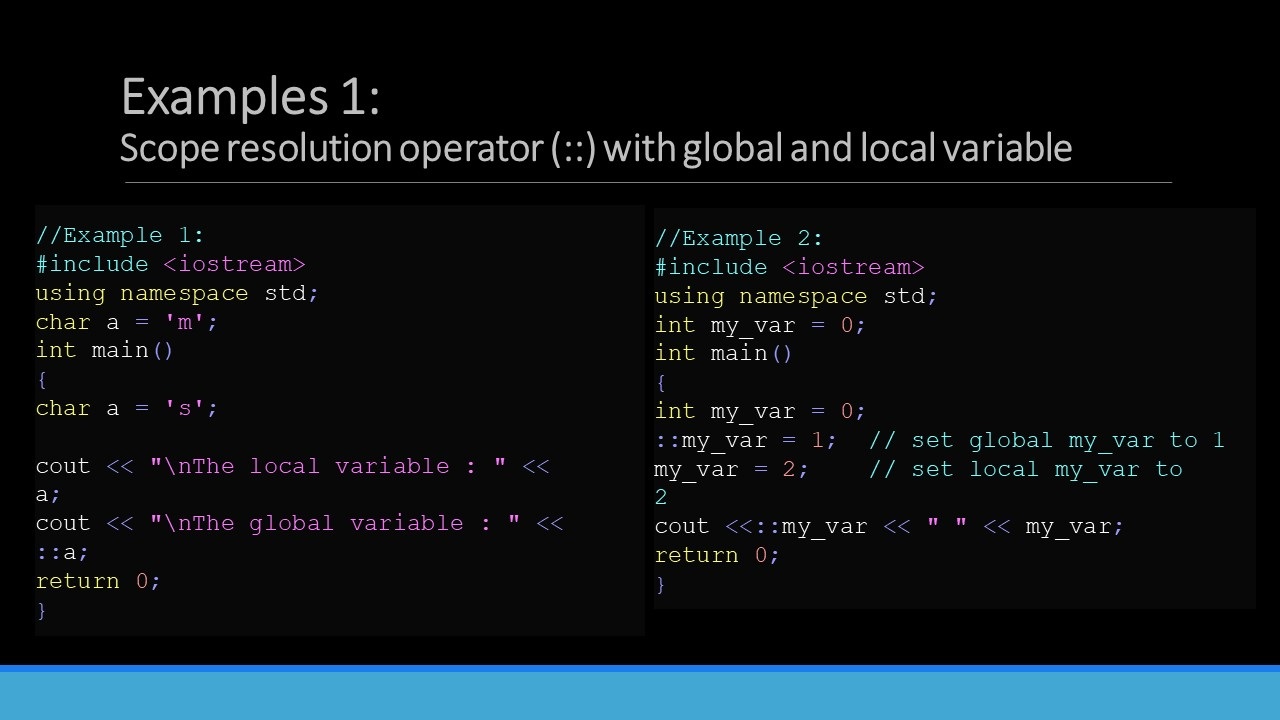 Examples 1:
Scope resolution operator (::) with global and local variable
//Example 1:
#include <iostream>
using namespace std;
char a = 'm';
int main()
{
char a = 's';
cout << "\nThe local variable : " <<
a;
cout << "\nThe global variable : " <<
::a;
return 0;
}
//Example 2:
#include <iostream>
using namespace std;
int my_var = 0;
int main()
{
int my_var = 0;
::my_var = 1;  // set global my_var to 1
my_var = 2;    // set local my_var to
2
cout <<::my_var << " " << my_var;
return 0;
}